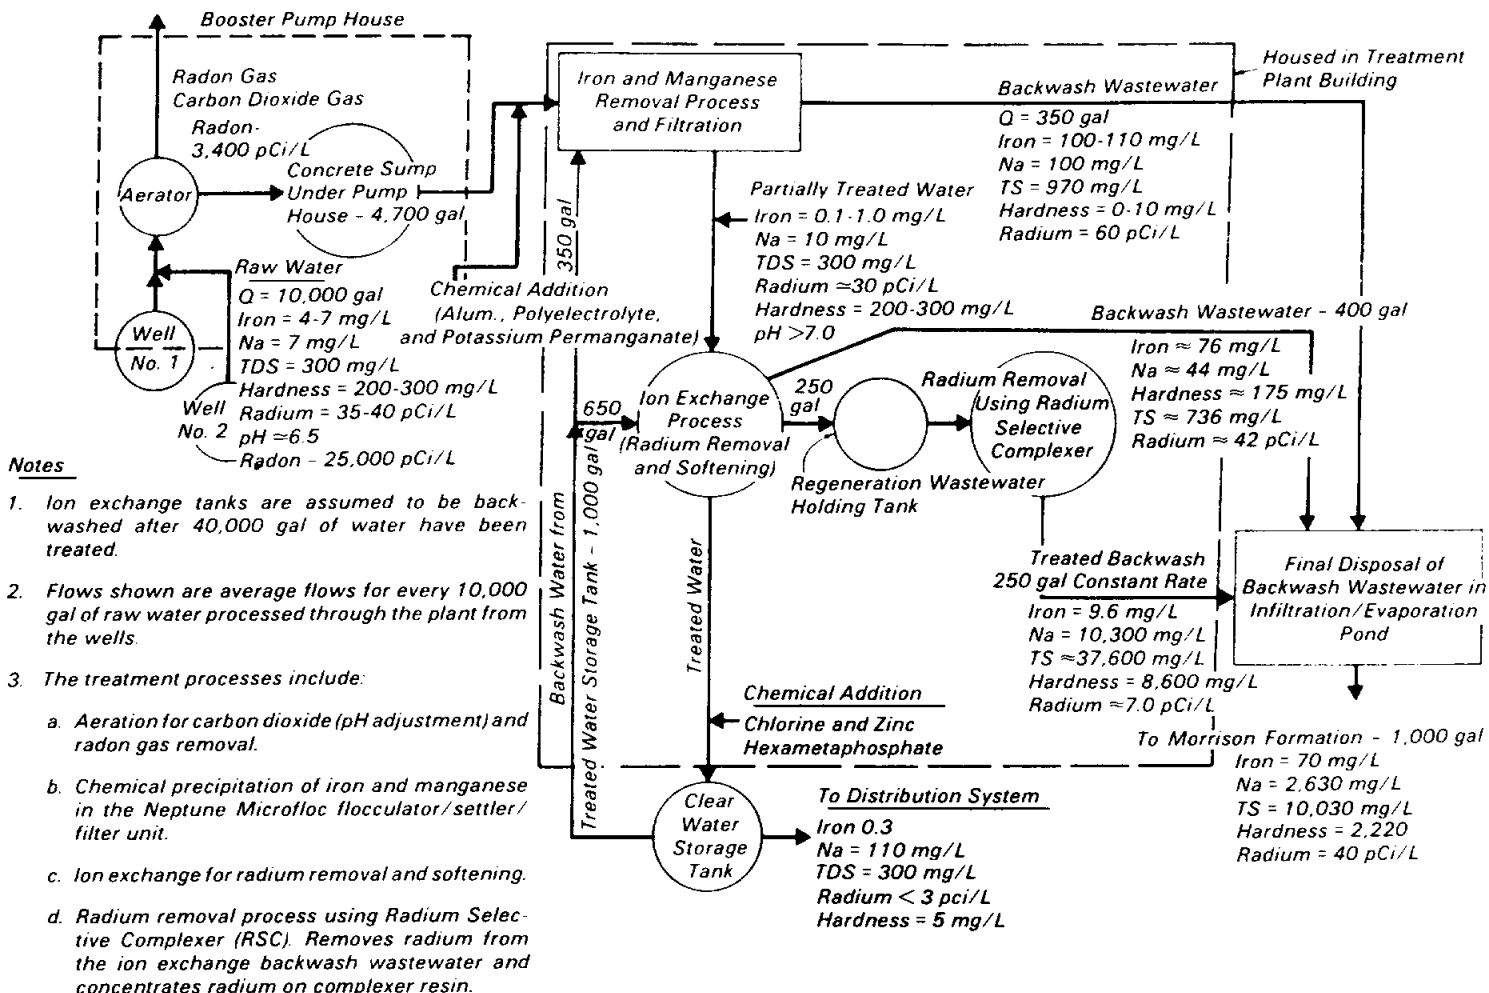 Booster Pump House
Radon Gas
Carbon Dioxide Gas
Radon-
3,400 pCi/L
Aerator
Concrete Sump
Under Pump
House - 4,700 gal
Raw Water
Q = 10,000 gal
Iron = 4-7 mg/L
Na = 7 mg/L
TDS = 300 mg/L
Hardness = 200-300 mg/L
Radium = 35-40 pCi/L
pH ≃6.5
Radon - 25,000 pCi/L
Well
No. 1
Well
No. 2
Chemical Addition
(Alum., Polyelectrolyte,
and Potassium Permanganate)
Iron and Manganese
Removal Process
and Filtration
350 gal
Housed in Treatment
Plant Building
Backwash Wastewater
Q = 350 gal
Iron = 100-110 mg/L
Na = 100 mg/L
TS = 970 mg/L
Hardness = 0-10 mg/L
Radium = 60 pCi/L
Partially Treated Water
Iron = 0.1-1.0 mg/L
Na = 10 mg/L
TDS = 300 mg/L
Radium ≃30 pCi/L
Hardness = 200-300 mg/L
pH >7.0
Backwash Wastewater - 400 gal
Iron ≈ 76 mg/L
Na ≈ 44 mg/L
Hardness ≈ 175 mg/L
TS ≈ 736 mg/L
Radium ≈ 42 pCi/L
650
gal
Ion Exchange
Process
(Radium Removal
and Softening)
250
gal
Radium Removal
Using Radium
Selective
Complexer
Regeneration Wastewater
Holding Tank
Backwash Water from
Treated Water Storage Tank - 1,000 gal
Treated Water
Treated Backwash
250 gal Constant Rate
Iron = 9.6 mg/L
Na = 10,300 mg/L
TS ≈37,600 mg/L
Hardness = 8,600 mg/L
Radium ≈7.0 pCi/L
Final Disposal of
Backwash Wastewater in
Infiltration/Evaporation
Pond
To Morrison Formation - 1,000 gal
Iron = 70 mg/L
Na = 2,630 mg/L
TS = 10,030 mg/L
Hardness = 2,220
Radium = 40 pCi/L
Chemical Addition
Chlorine and Zinc
Hexametaphosphate
Clear
Water
Storage
Tank
To Distribution System
Iron 0.3
Na = 110 mg/L
TDS = 300 mg/L
Radium < 3 pci/L
Hardness = 5 mg/L
Notes
1. Ion exchange tanks are assumed to be back-
washed after 40,000 gal of water have been
treated.
2. Flows shown are average flows for every 10,000
gal of raw water processed through the plant from
the wells.
3. The treatment processes include:
a. Aeration for carbon dioxide (pH adjustment) and
radon gas removal.
b. Chemical precipitation of iron and manganese
in the Neptune Microfloc flocculator/settler/
filter unit.
c. Ion exchange for radium removal and softening.
d. Radium removal process using Radium Selec-
tive Complexer (RSC). Removes radium from
the ion exchange backwash wastewater and
concentrates radium on complexer resin.